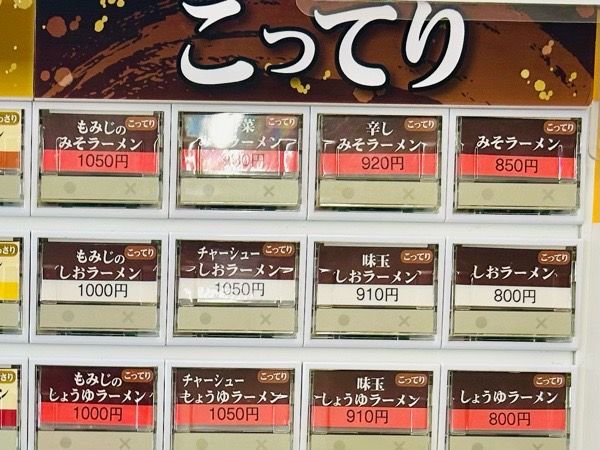 こってり
もみじの こってり
みそラーメン
1050円
菜 こってり
辛し こってり
みそラーメン
920円
こってり
みそラーメン
850円
もみじの こってり
しおラーメン
1000円
チャーシュー こってり
しおラーメン
1050円
味玉 こってり
しおラーメン
910円
こってり
しおラーメン
800円
もみじの こってり
しょうゆラーメン
1000円
チャーシュー こってり
しょうゆラーメン
1050円
味玉 こってり
しょうゆラーメン
910円
こってり
しょうゆラーメン
800円